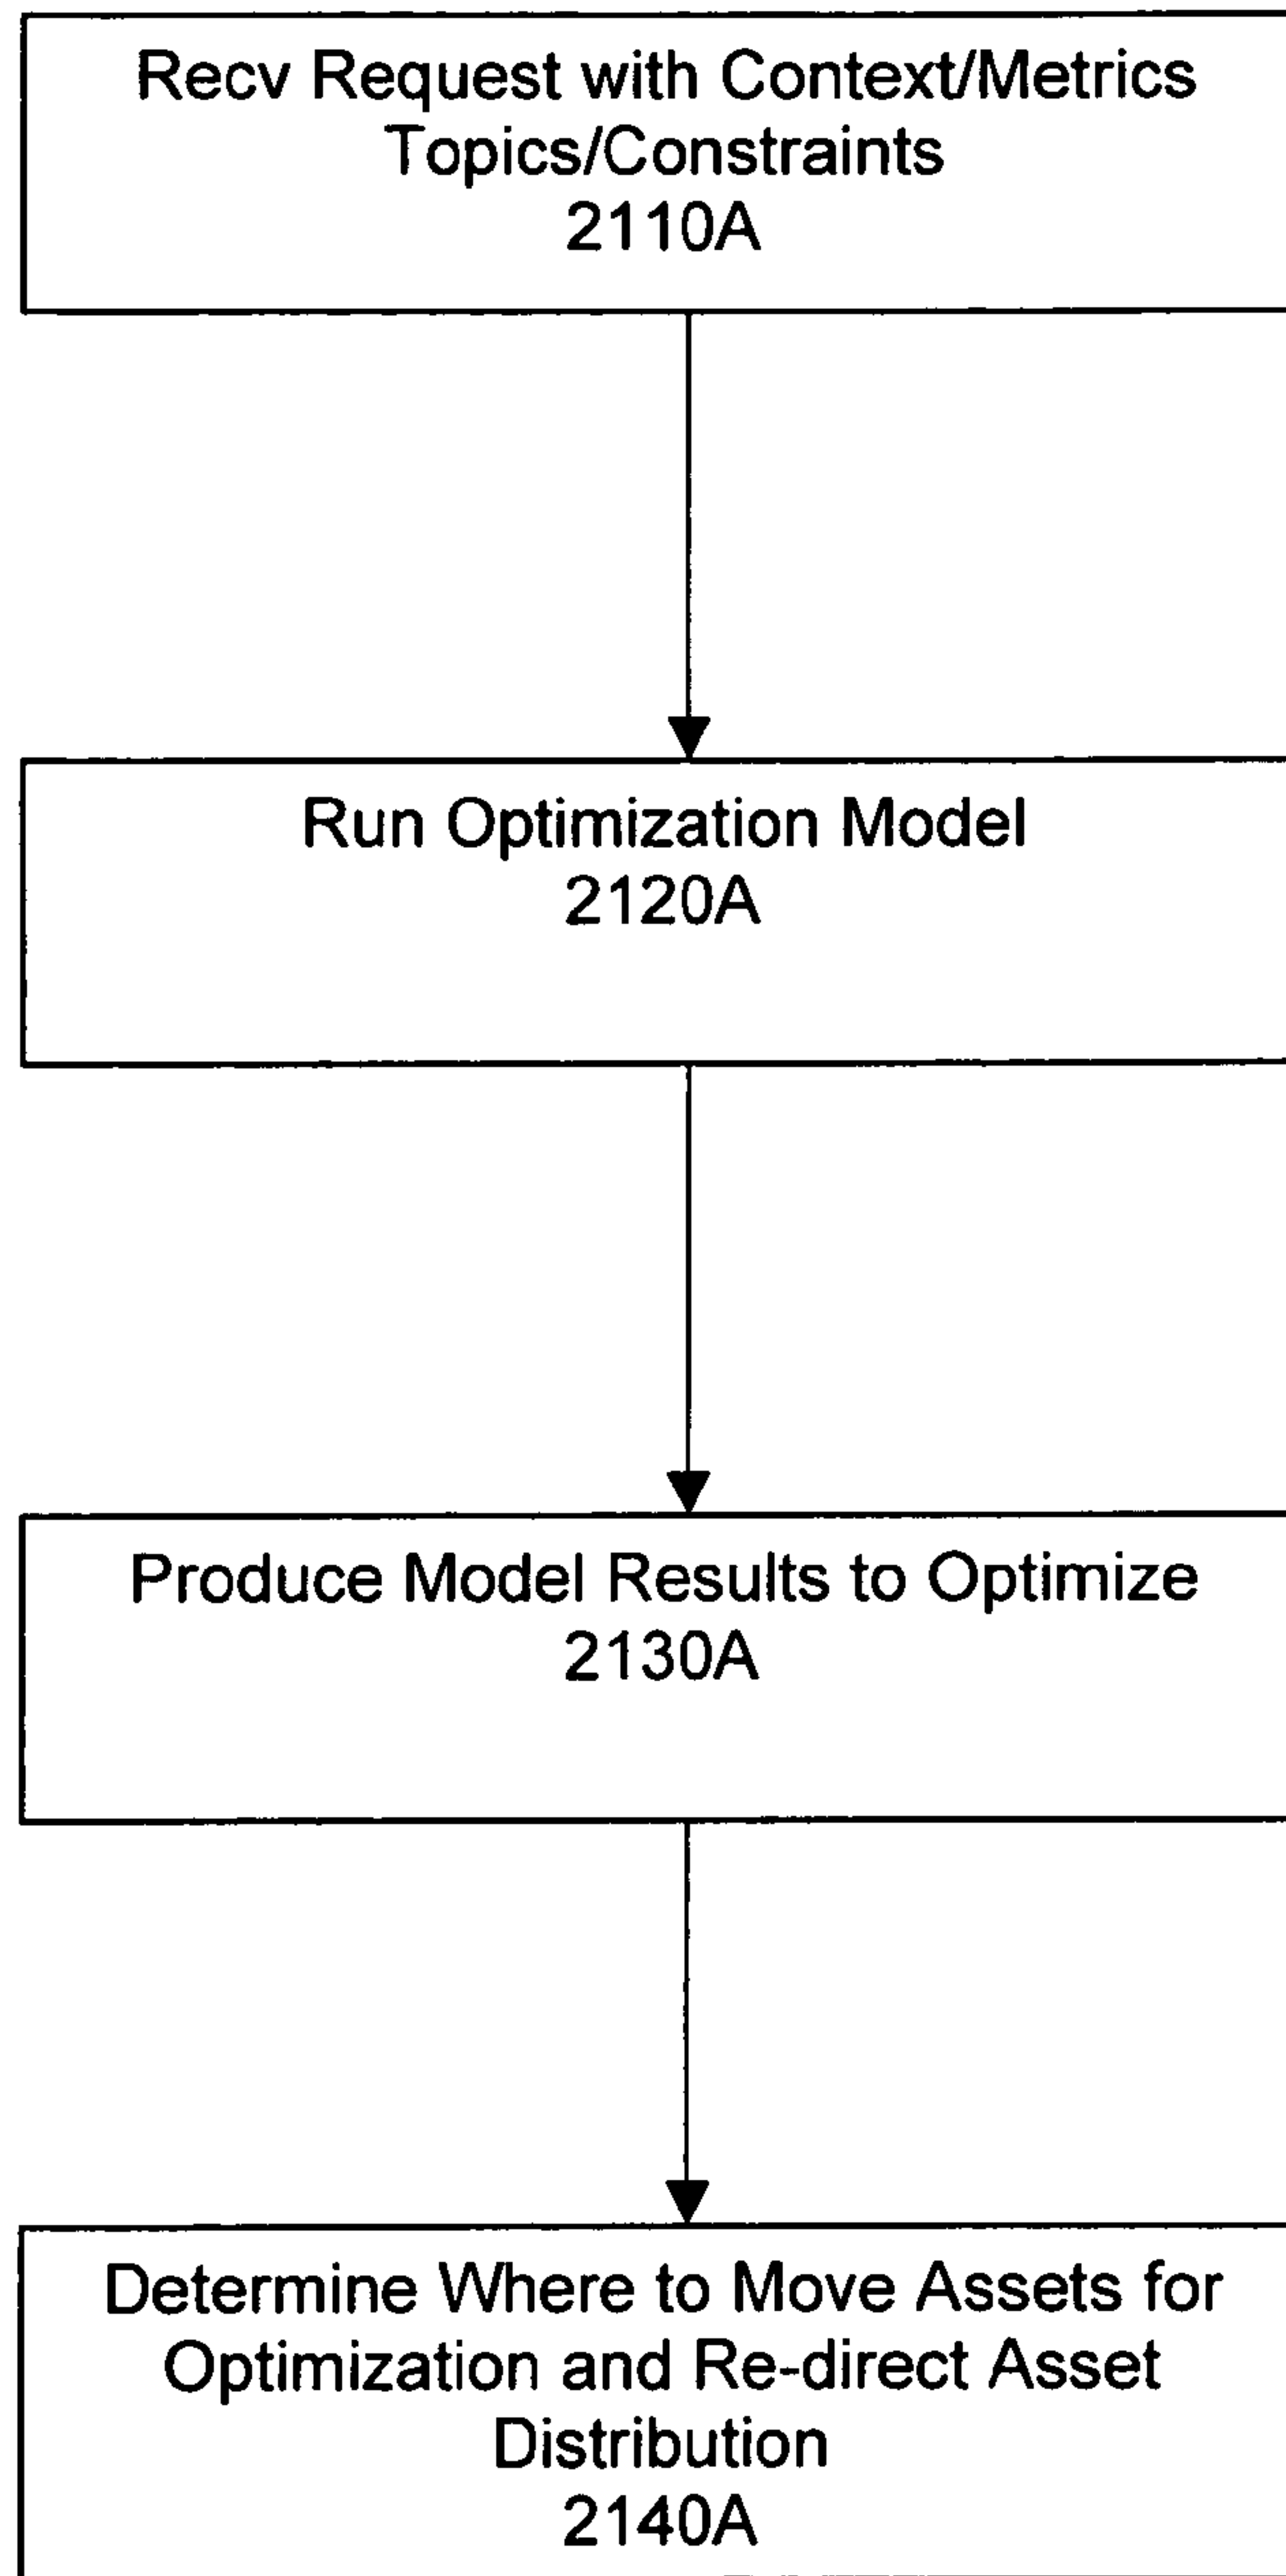 Recv Request with Context/Metrics
Topics/Constraints
2110A
Run Optimization Model
2120A
Produce Model Results to Optimize
2130A
Determine Where to Move Assets for
Optimization and Re-direct Asset
Distribution
2140A